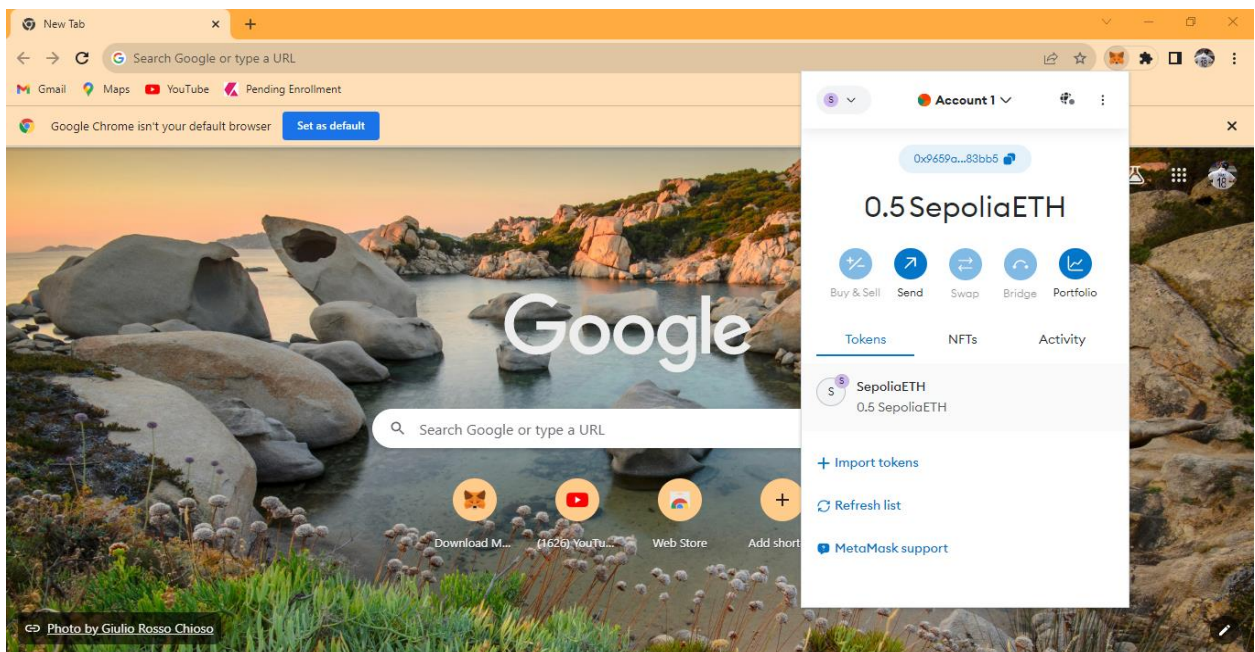 New Tab
Search Google or type a URL
Gmail Maps YouTube Pending Enrollment
Google Chrome isn't your default browser Set as default
S Account 1
0x9659a...83bb5
0.5 SepoliaETH
Buy & Sell Send Swap Bridge Portfolio
Tokens NFTs Activity
S S SepoliaETH
0.5 SepoliaETH
Import tokens
Refresh list
MetaMask support
Google
Search Google or type a URL
Download M... (1626) YouTu... Web Store Add short
Photo by Giulio Rosso Chioso
18